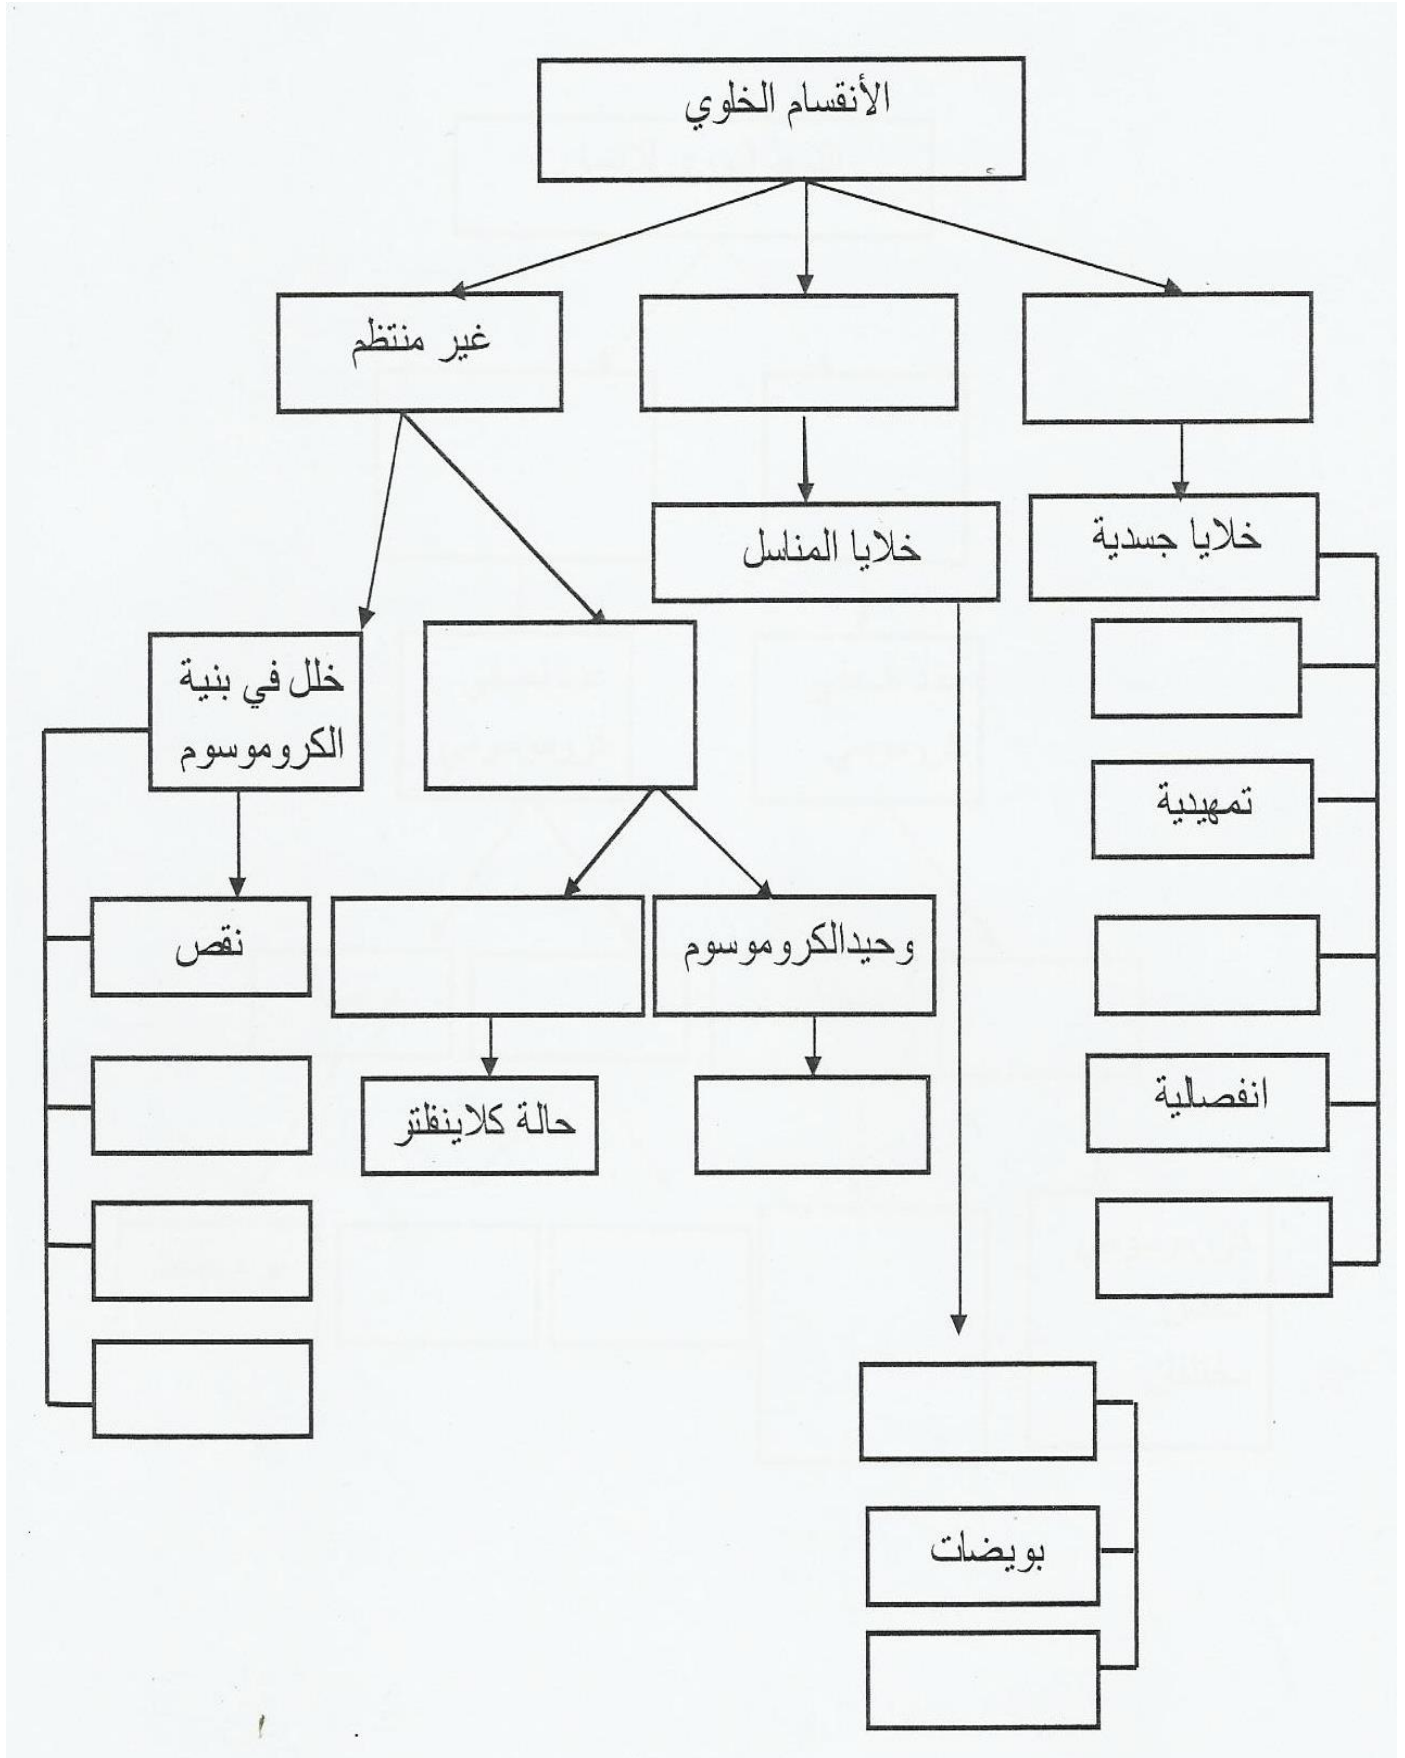 الأنقسام الخلوي
غير منتظم
خلايا جسدية
خلايا المناسل
خلل في بنية
الكروموسوم
تمهيدية
نقص
وحيدالكروموسوم
انفصالية
حالة كلاينفلتر
بويضات